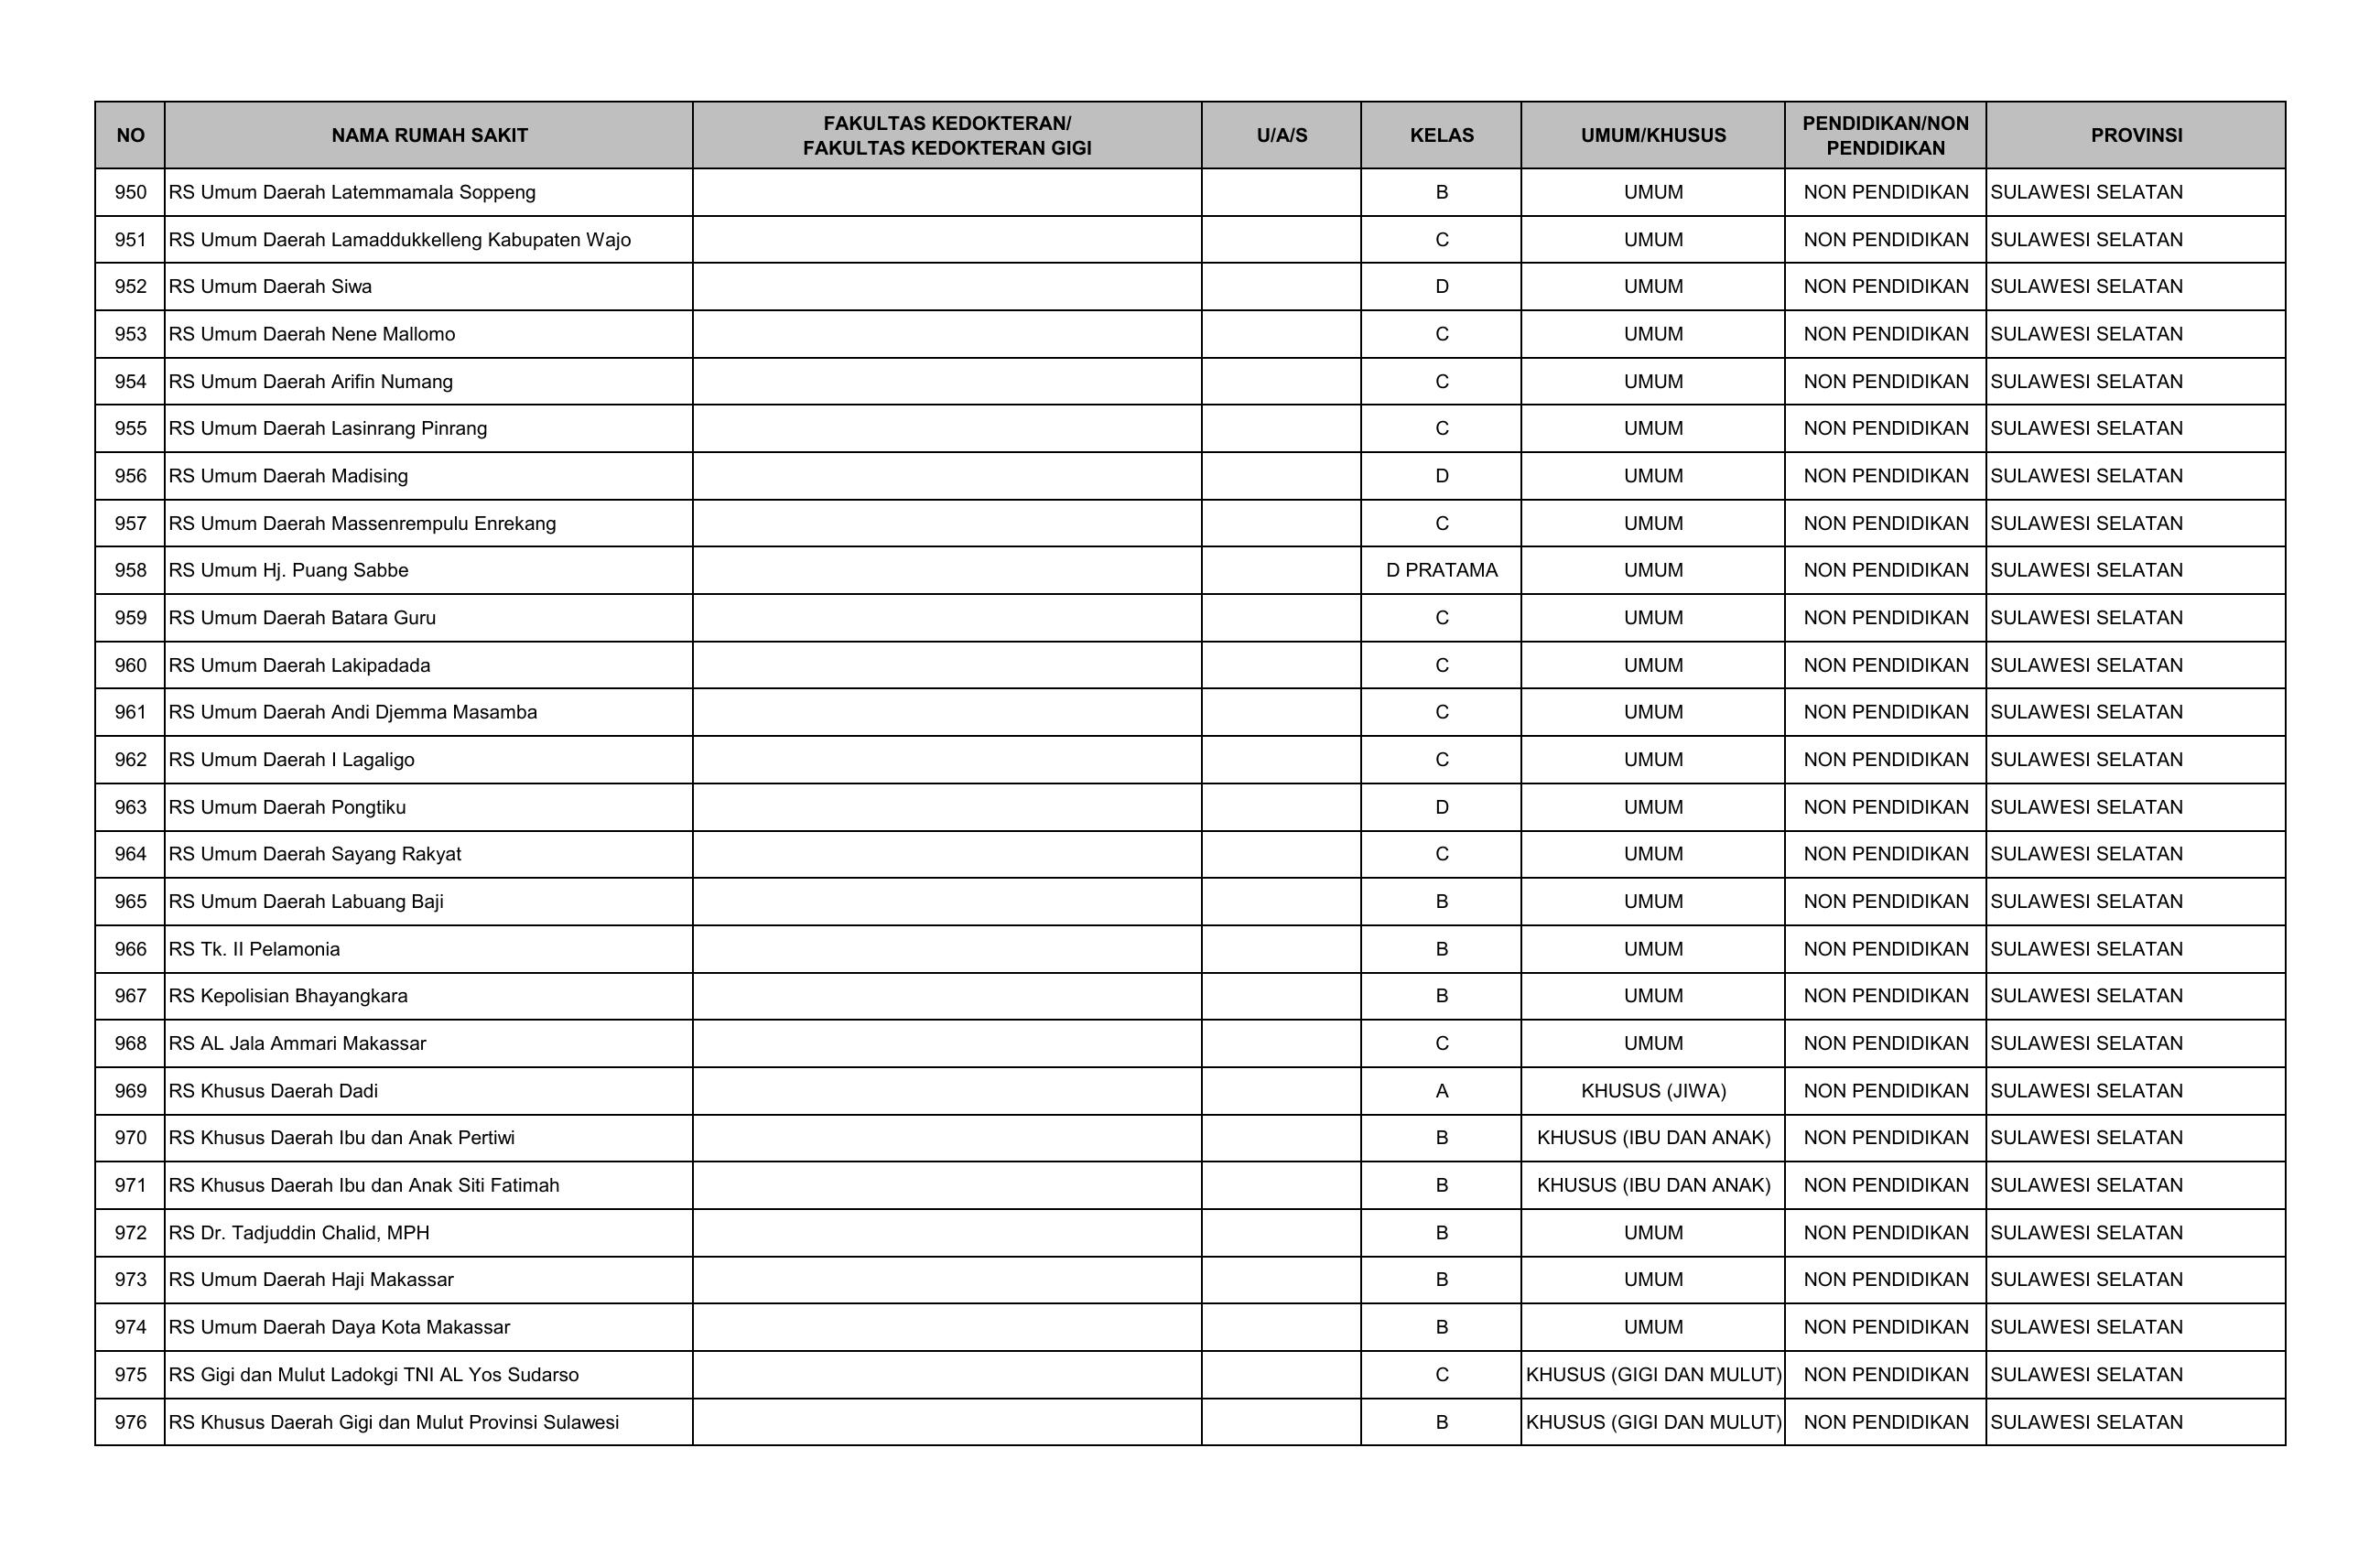 NO NAMA RUMAH SAKIT FAKULTAS KEDOKTERAN/ FAKULTAS KEDOKTERAN GIGI U/A/S KELAS UMUM/KHUSUS PENDIDIKAN/NON PENDIDIKAN PROVINSI
950 RS Umum Daerah Latemmamala Soppeng B UMUM NON PENDIDIKAN SULAWESI SELATAN
951 RS Umum Daerah Lamaddukkelleng Kabupaten Wajo C UMUM NON PENDIDIKAN SULAWESI SELATAN
952 RS Umum Daerah Siwa D UMUM NON PENDIDIKAN SULAWESI SELATAN
953 RS Umum Daerah Nene Mallomo C UMUM NON PENDIDIKAN SULAWESI SELATAN
954 RS Umum Daerah Arifin Numang C UMUM NON PENDIDIKAN SULAWESI SELATAN
955 RS Umum Daerah Lasinrang Pinrang C UMUM NON PENDIDIKAN SULAWESI SELATAN
956 RS Umum Daerah Madising D UMUM NON PENDIDIKAN SULAWESI SELATAN
957 RS Umum Daerah Massenrempulu Enrekang C UMUM NON PENDIDIKAN SULAWESI SELATAN
958 RS Umum Hj. Puang Sabbe D PRATAMA UMUM NON PENDIDIKAN SULAWESI SELATAN
959 RS Umum Daerah Batara Guru C UMUM NON PENDIDIKAN SULAWESI SELATAN
960 RS Umum Daerah Lakipadada C UMUM NON PENDIDIKAN SULAWESI SELATAN
961 RS Umum Daerah Andi Djemma Masamba C UMUM NON PENDIDIKAN SULAWESI SELATAN
962 RS Umum Daerah I Lagaligo C UMUM NON PENDIDIKAN SULAWESI SELATAN
963 RS Umum Daerah Pongtiku D UMUM NON PENDIDIKAN SULAWESI SELATAN
964 RS Umum Daerah Sayang Rakyat C UMUM NON PENDIDIKAN SULAWESI SELATAN
965 RS Umum Daerah Labuang Baji B UMUM NON PENDIDIKAN SULAWESI SELATAN
966 RS Tk. II Pelamonia B UMUM NON PENDIDIKAN SULAWESI SELATAN
967 RS Kepolisian Bhayangkara B UMUM NON PENDIDIKAN SULAWESI SELATAN
968 RS AL Jala Ammari Makassar C UMUM NON PENDIDIKAN SULAWESI SELATAN
969 RS Khusus Daerah Dadi A KHUSUS (JIWA) NON PENDIDIKAN SULAWESI SELATAN
970 RS Khusus Daerah Ibu dan Anak Pertiwi B KHUSUS (IBU DAN ANAK) NON PENDIDIKAN SULAWESI SELATAN
971 RS Khusus Daerah Ibu dan Anak Siti Fatimah B KHUSUS (IBU DAN ANAK) NON PENDIDIKAN SULAWESI SELATAN
972 RS Dr. Tadjuddin Chalid, MPH B UMUM NON PENDIDIKAN SULAWESI SELATAN
973 RS Umum Daerah Haji Makassar B UMUM NON PENDIDIKAN SULAWESI SELATAN
974 RS Umum Daerah Daya Kota Makassar B UMUM NON PENDIDIKAN SULAWESI SELATAN
975 RS Gigi dan Mulut Ladokgi TNI AL Yos Sudarso C KHUSUS (GIGI DAN MULUT) NON PENDIDIKAN SULAWESI SELATAN
976 RS Khusus Daerah Gigi dan Mulut Provinsi Sulawesi B KHUSUS (GIGI DAN MULUT) NON PENDIDIKAN SULAWESI SELATAN